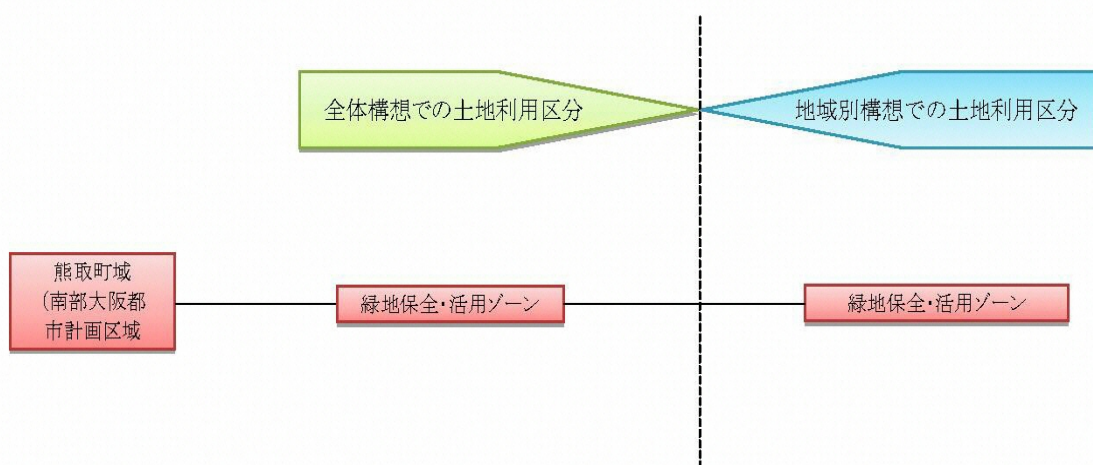 全体構想での土地利用区分
地域別構想での土地利用区分
熊取町域
(南部大阪都
市計画区域
緑地保全・活用ゾーン
緑地保全・活用ゾーン